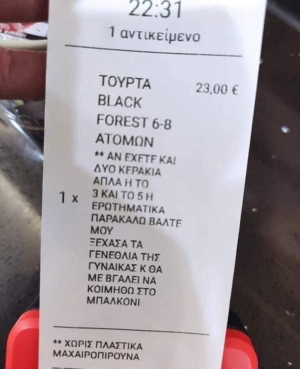 22:31
1 αντικείμενο
ΤΟΥΡΤΑ 23,00 €
BLACK
FOREST 6-8
ΑΤΟΜΩΝ
** ΑΝ ΕΧΕΤΕ ΚΑΙ
ΔΥΟ ΚΕΡΑΚΙΑ
ΑΠΛΑ Η ΤΟ
1 x 3 ΚΑΙ ΤΟ 5 Η
ΕΡΩΤΗΜΑΤΙΚΑ
ΠΑΡΑΚΑΛΩ ΒΑΛΤΕ
ΜΟΥ
ΞΕΧΑΣΑ ΤΑ
ΓΕΝΕΘΛΙΑ ΤΗΣ
ΓΥΝΑΙΚΑΣ Κ ΘΑ
ΜΕ ΒΓΑΛΕΙ ΝΑ
ΚΟΙΜΗΘΩ ΣΤΟ
ΜΠΑΛΚΟΝΙ
** ΧΩΡΙΣ ΠΛΑΣΤΙΚΑ
ΜΑΧΑΙΡΟΠΙΡΟΥΝΑ